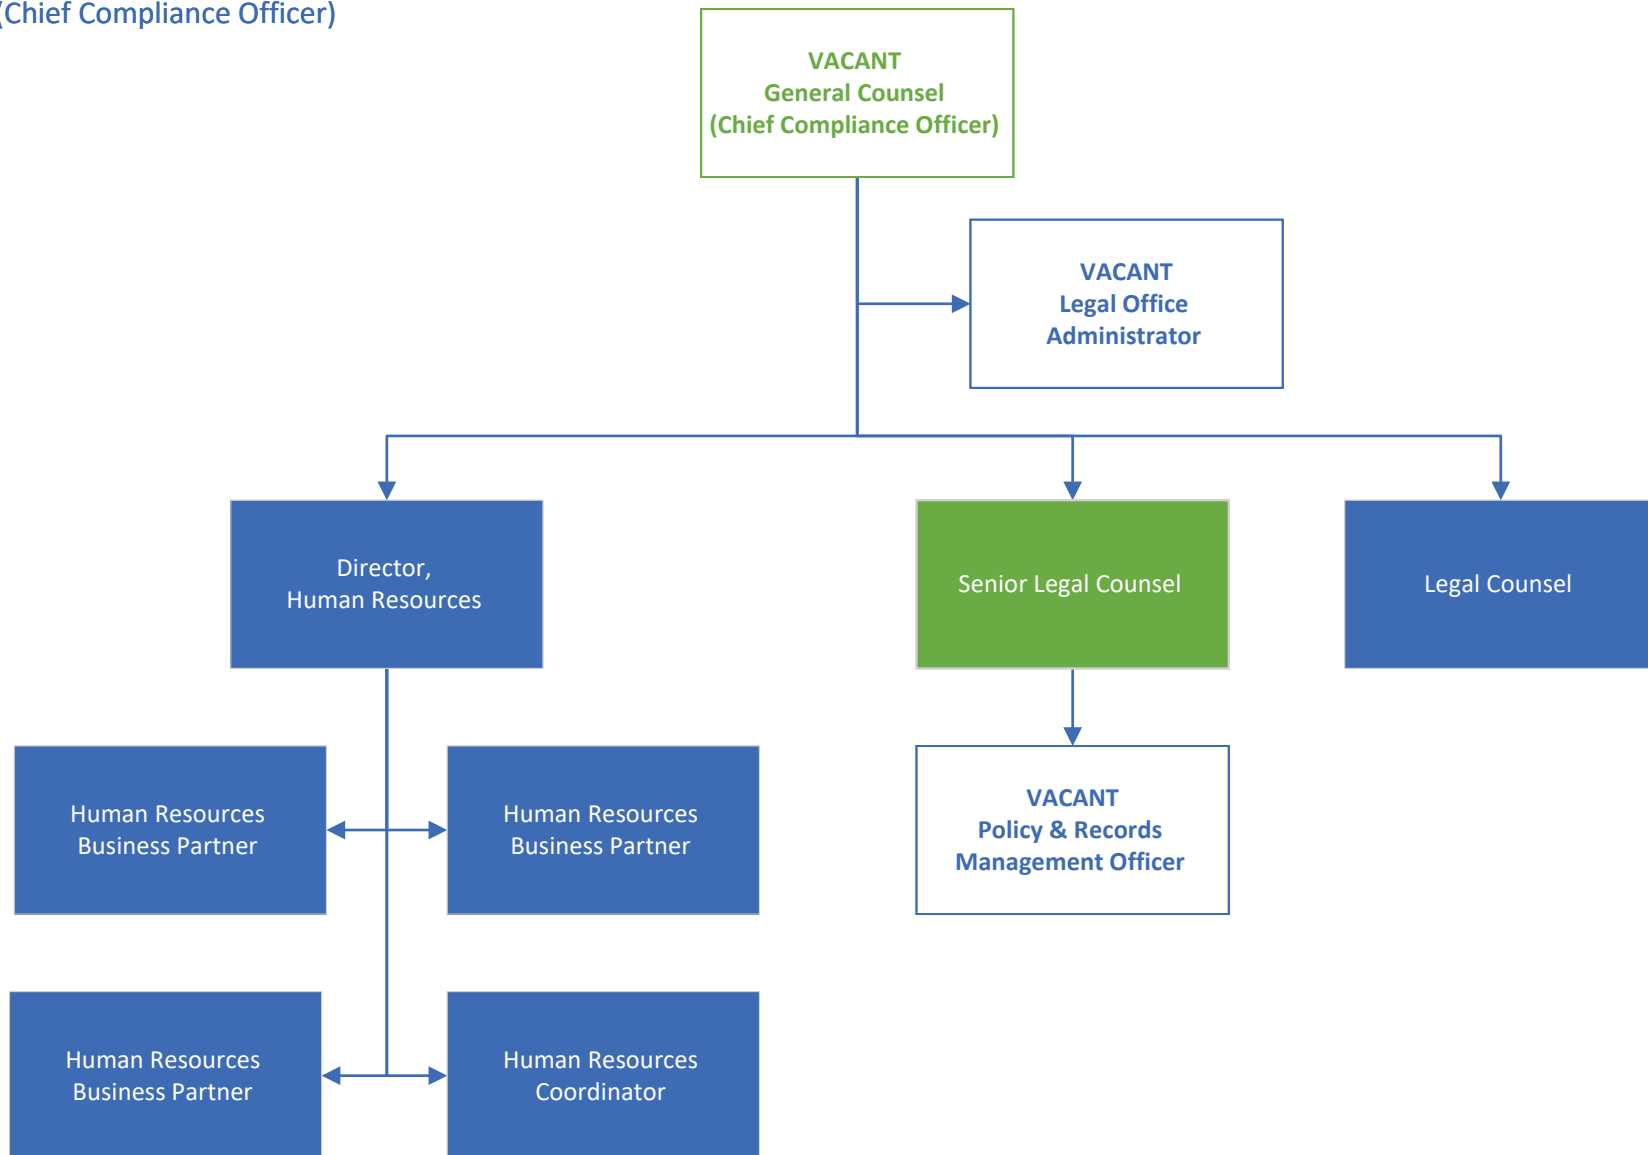 (Chief Compliance Officer)
VACANT
General Counsel
(Chief Compliance Officer)
VACANT
Legal Office
Administrator
Director,
Human Resources
Senior Legal Counsel
Legal Counsel
Human Resources
Business Partner
Human Resources
Business Partner
VACANT
Policy & Records
Management Officer
Human Resources
Business Partner
Human Resources
Coordinator